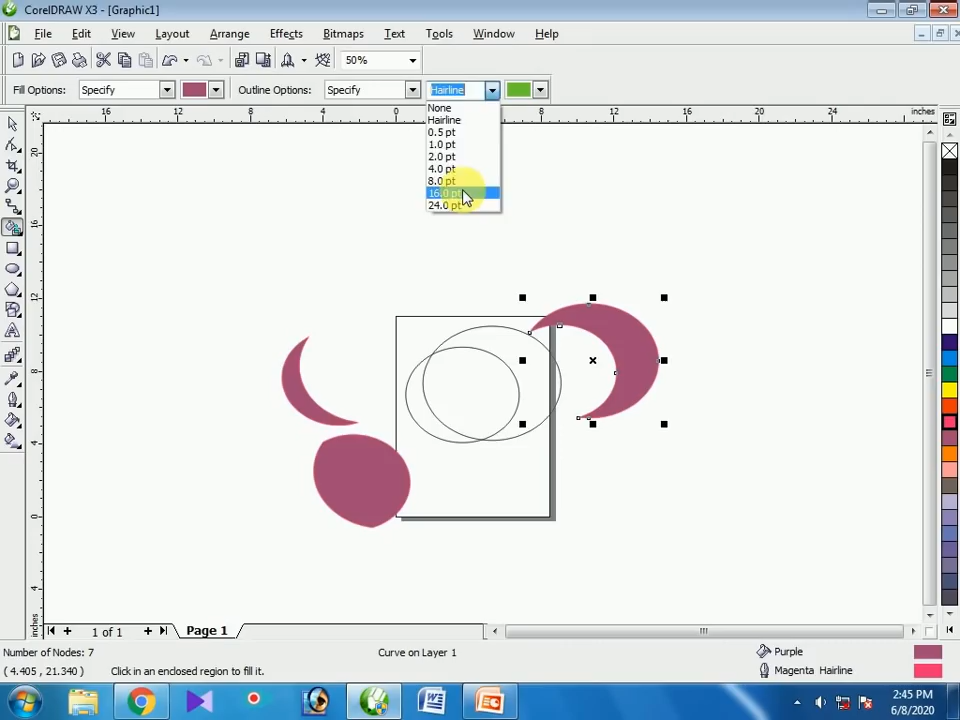 CorelDRAW X3 - [Graphic1]
File Edit View Layout Arrange Effects Bitmaps Text Tools Window Help
50%
Fill Options: Specify Outline Options: Specify Hairline
12 8 4 0 8 12 16 20 24 inches
None
Hairline
0.5 pt
1.0 pt
2.0 pt
4.0 pt
8.0 pt
16.0 pt
24.0 pt
20
16
12
8
4
0
4
inches
1 of 1 Page 1
Number of Nodes: 7 Curve on Layer 1 Purple
( 4.405 , 21.340 ) Click in an enclosed region to fill it. Magenta Hairline
2:45 PM
6/8/2020